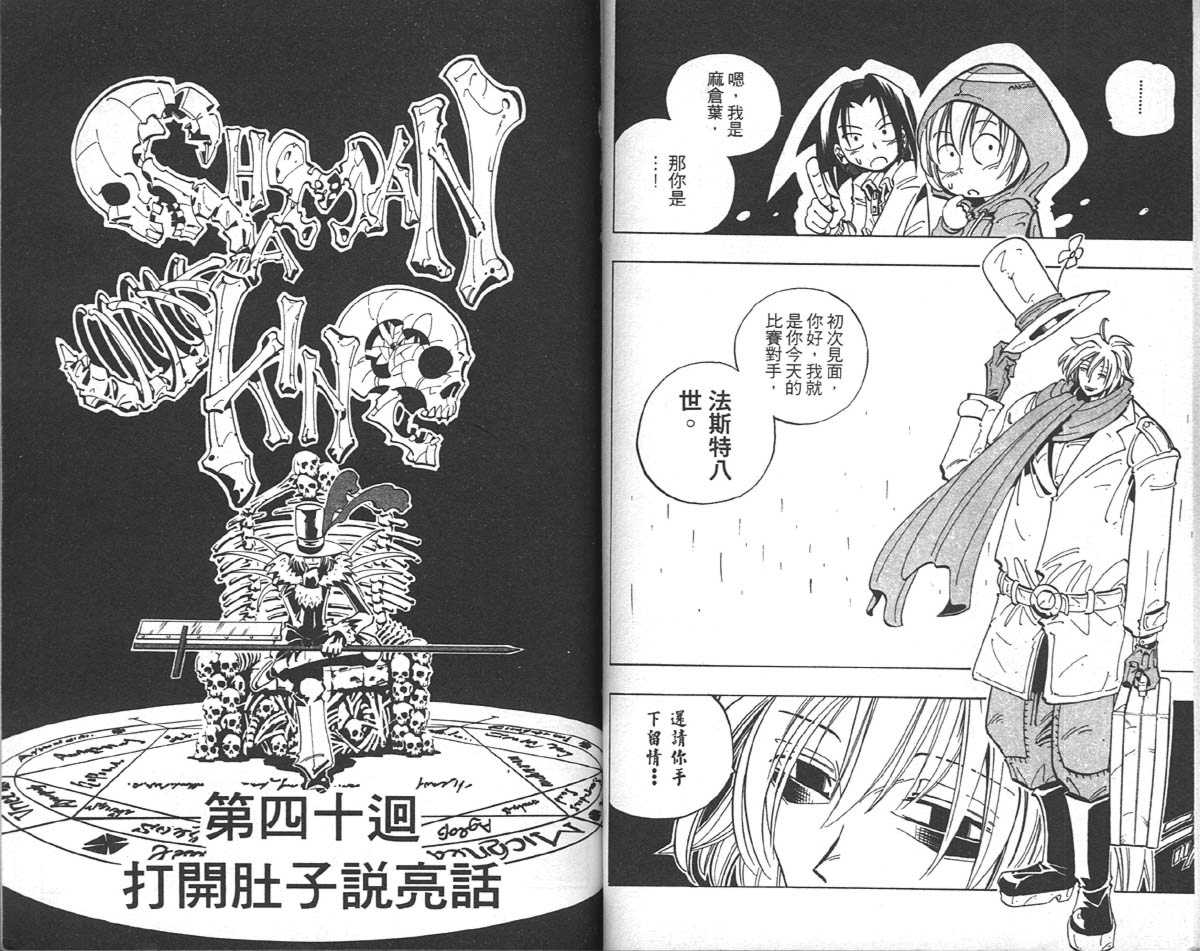 ………
嗯，我是
麻倉葉，
那你是
…！
初次見面，
你好，我就
是你今天的
比賽對手，
法斯特八
世。
還請你手
下留情…
SHAMAN
KING
第四十迴
打開肚子説亮話